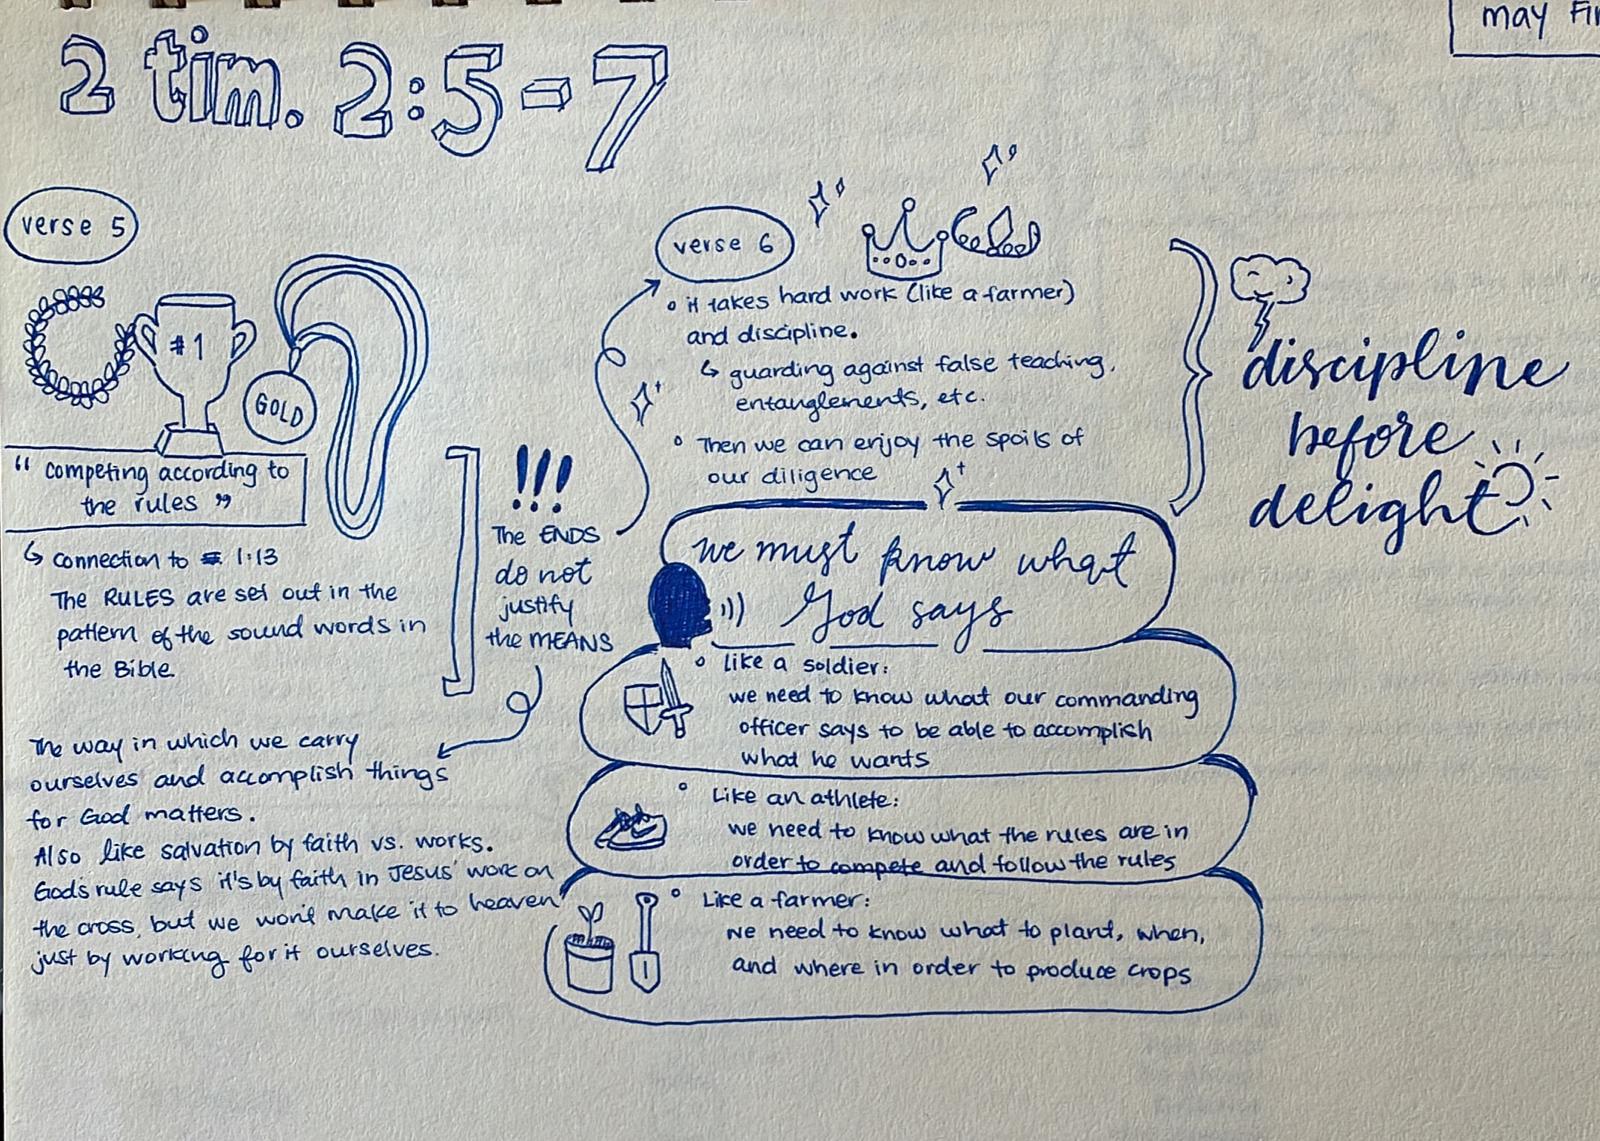 may Fir
2 tim. 2:5-7
verse 5
#1
GOLD
" competing according to
the rules "
↳ connection to 1:13
The RULES are set out in the
pattern of the sound words in
the Bible.
!!!
The ENDS
do not
justify
the MEANS
The way in which we carry
ourselves and accomplish things
for God matters.
Also like salvation by faith vs. works.
God's rule says it's by faith in Jesus' work on
the cross, but we won't make it to heaven
just by working for it ourselves.
verse 6
• it takes hard work (like a farmer)
and discipline.
↳ guarding against false teaching,
entanglements, etc.
• Then we can enjoy the spoils of
our diligence
discipline
before
delight
we must know what
God says
• Like a soldier:
we need to know what our commanding
officer says to be able to accomplish
what he wants
• Like an athlete:
we need to know what the rules are in
order to compete and follow the rules
• Like a farmer:
we need to know what to plant, when,
and where in order to produce crops